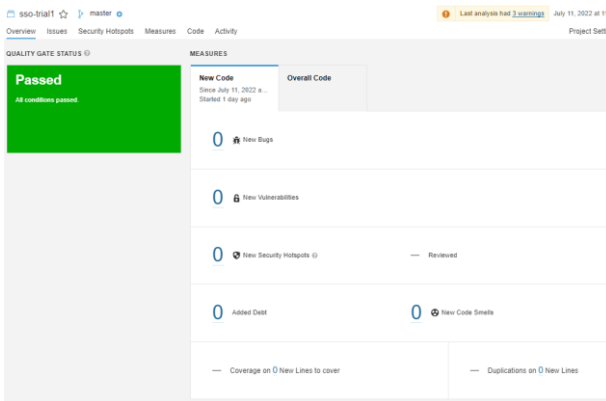 sso-trial1 master Last analysis had 3 warnings July 11, 2022 at 11
Overview Issues Security Hotspots Measures Code Activity Project Sett
QUALITY GATE STATUS MEASURES
Passed
All conditions passed.
New Code Overall Code
Since July 11, 2022 a...
Started 1 day ago
0 New Bugs
0 New Vulnerabilities
0 New Security Hotspots — Reviewed
0 Added Debt 0 New Code Smells
— Coverage on 0 New Lines to cover — Duplications on 0 New Lines